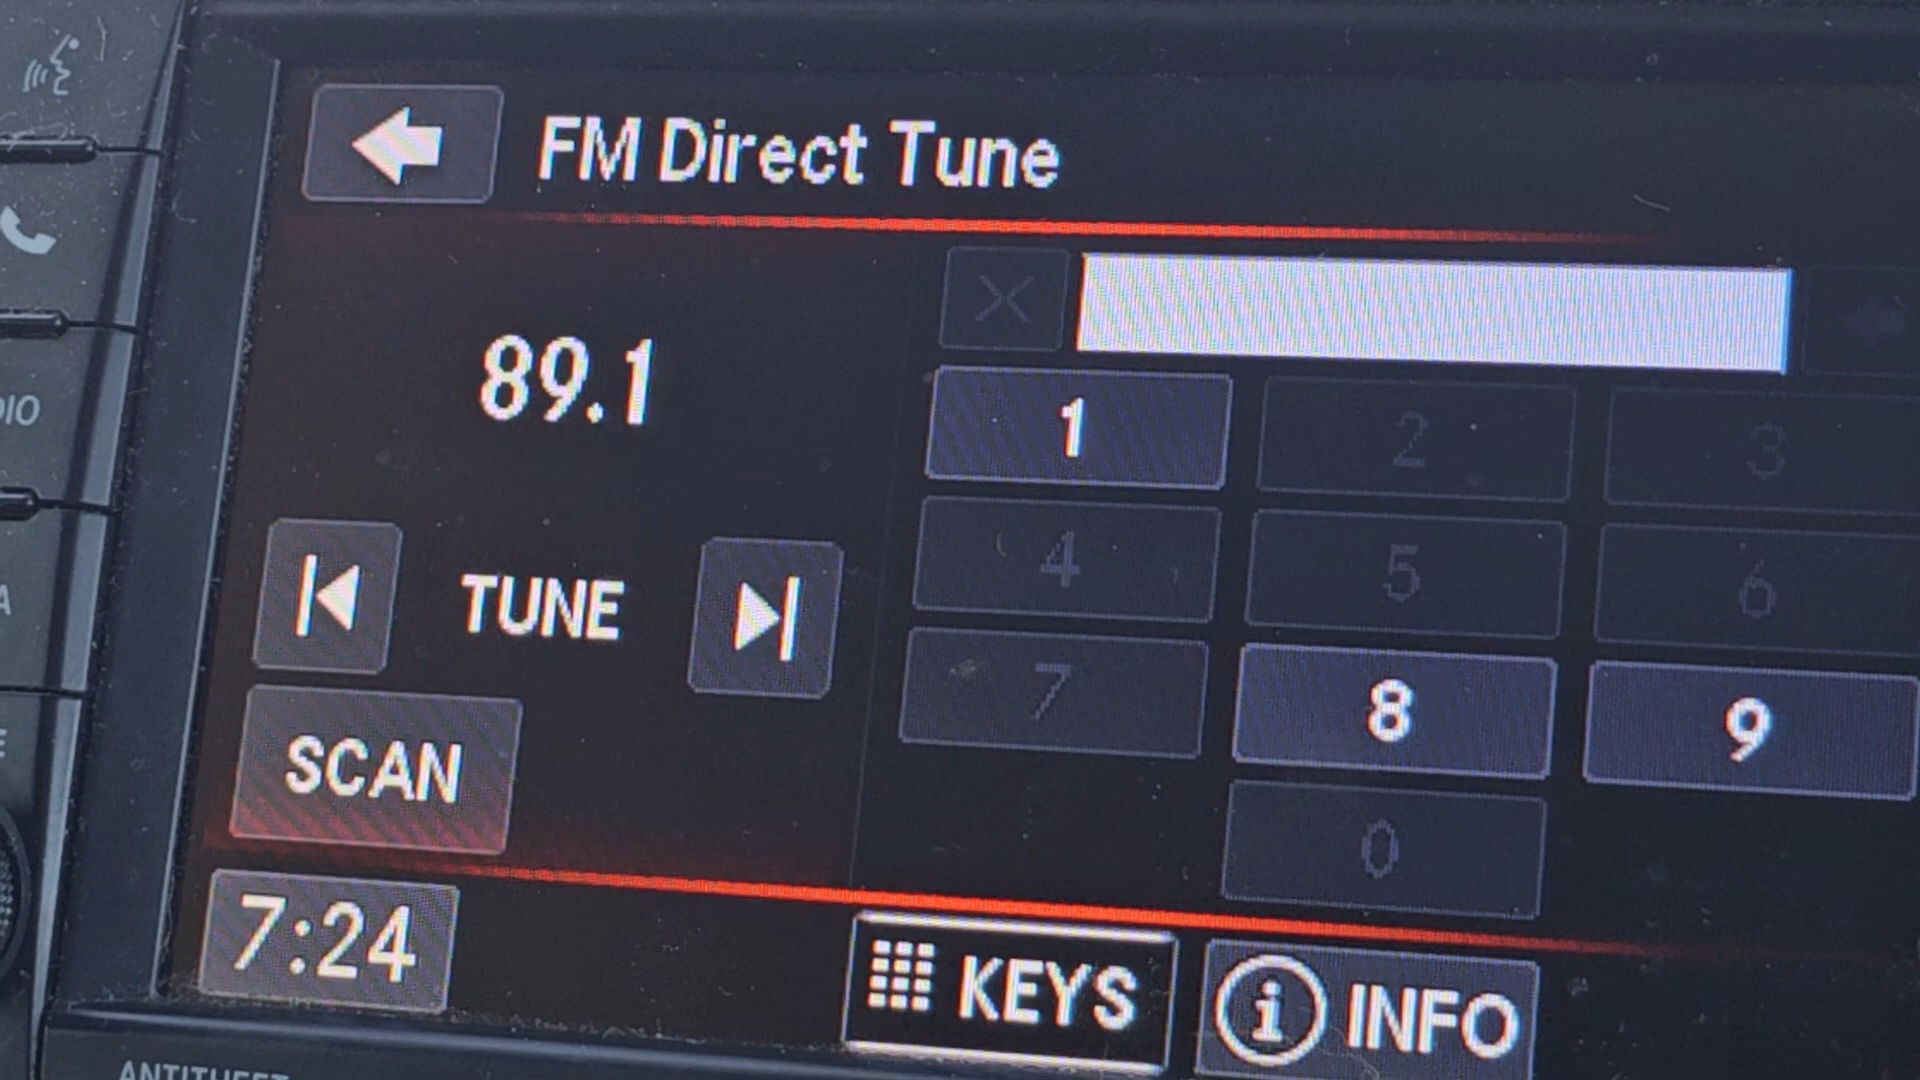 FM Direct Tune
89.1
1 2 3
4 5 6
TUNE
7 8 9
SCAN
0
7:24 KEYS INFO